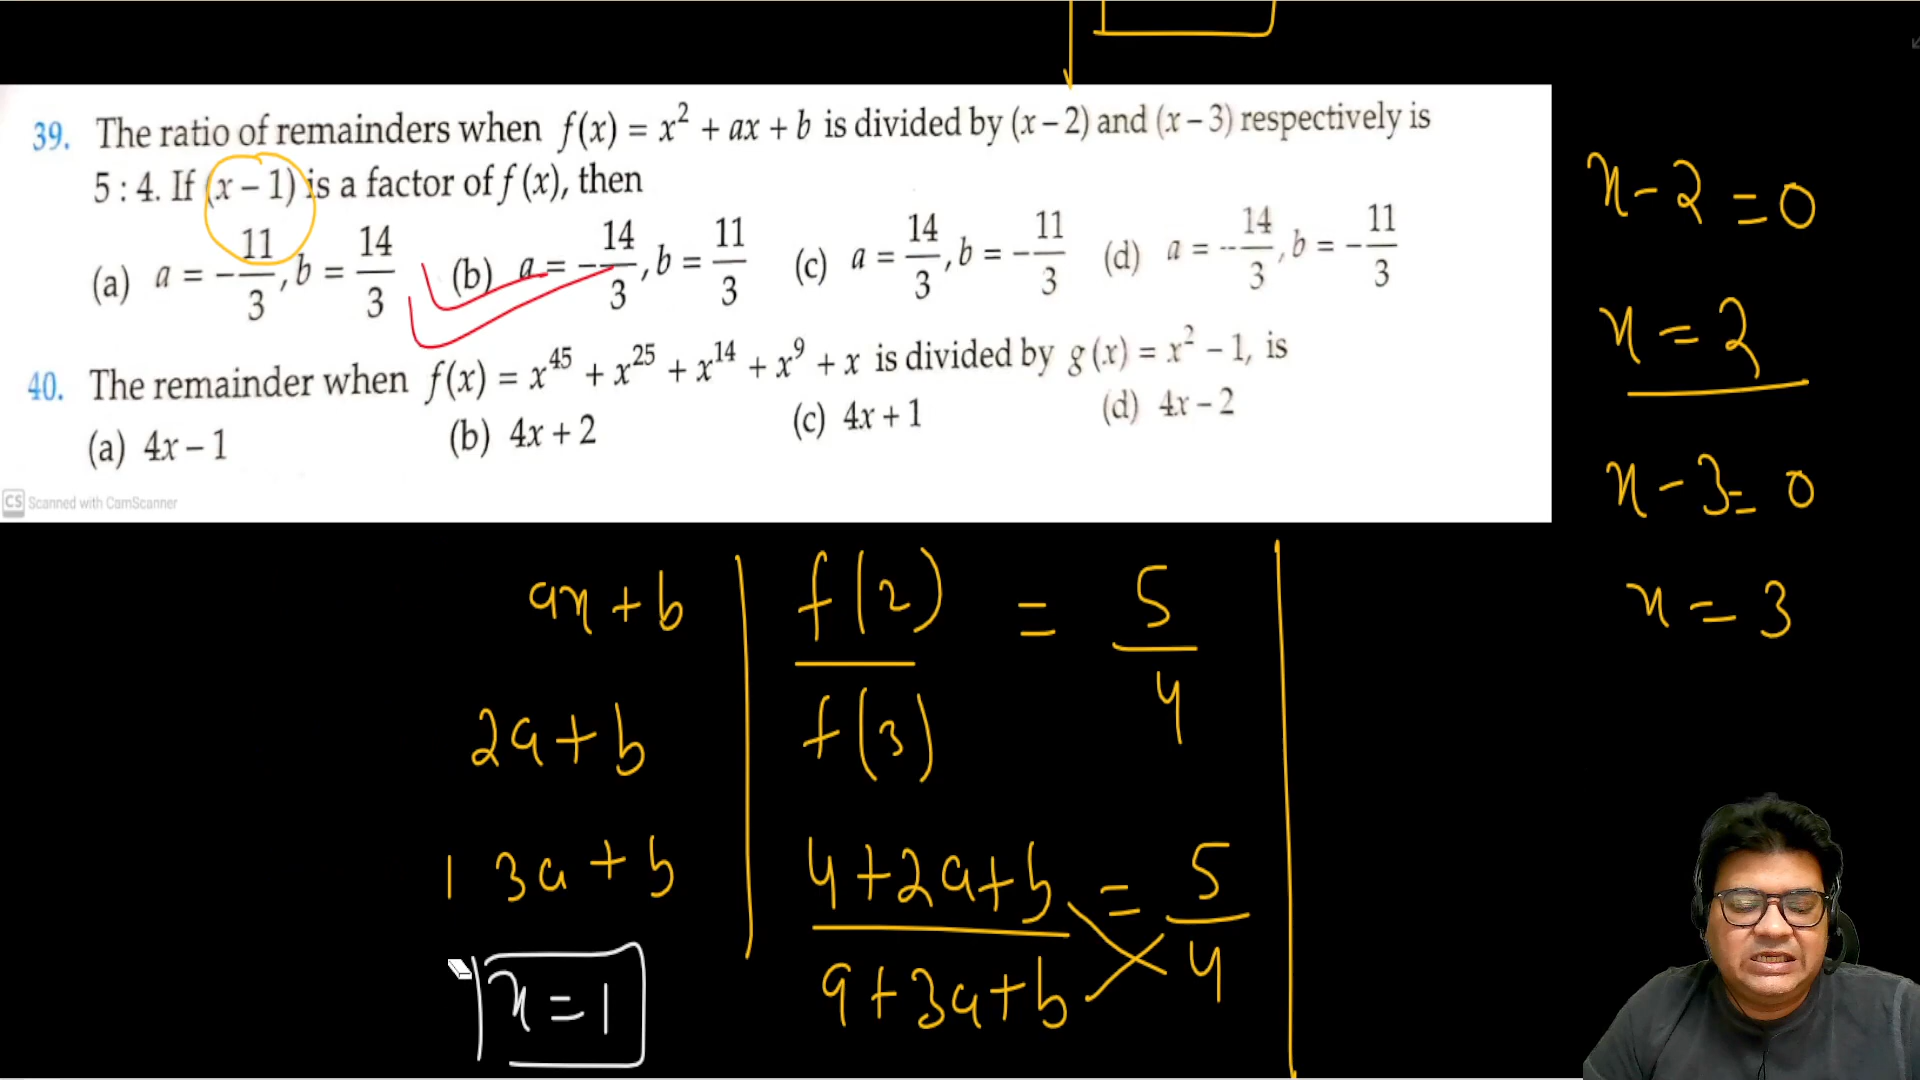 39. The ratio of remainders when f(x) = x² + ax + b is divided by (x – 2) and (x – 3) respectively is
5 : 4. If (x – 1) is a factor of f (x), then
(a) a = –11/3, b = 14/3 (b) a = –14/3, b = 11/3 (c) a = 14/3, b = –11/3 (d) a = –14/3, b = –11/3
40. The remainder when f(x) = x⁴⁵ + x²⁵ + x¹⁴ + x⁹ + x is divided by g (x) = x² – 1, is
(a) 4x – 1 (b) 4x + 2 (c) 4x + 1 (d) 4x – 2
CS Scanned with CamScanner
x - 2 = 0
x = 2
x - 3 = 0
x = 3
ax + b
2a + b
1 3a + b
x = 1
f(2)/f(3) = 5/4
4+2a+b/9+3a+b = 5/4